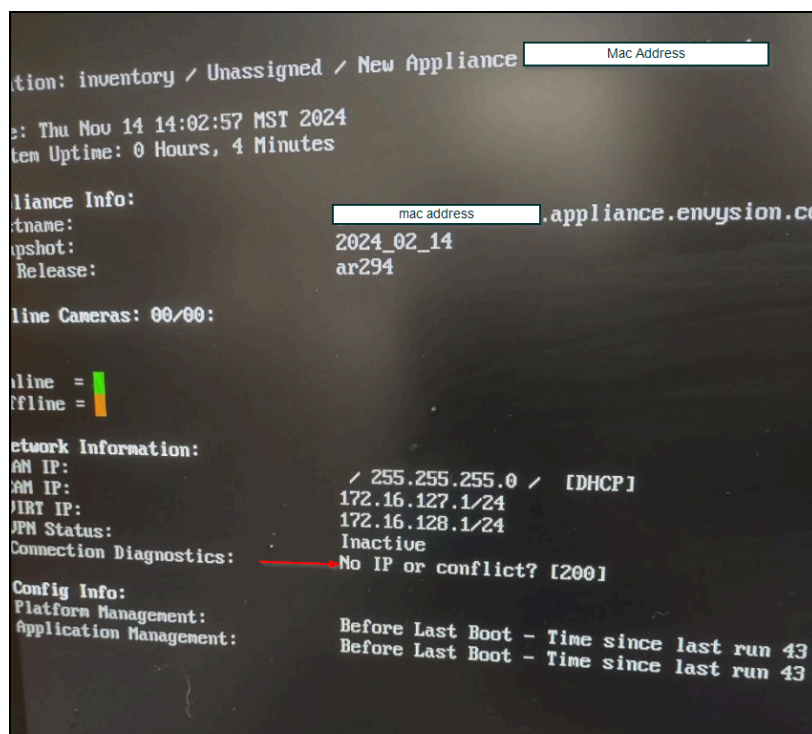 tion: inventory / Unassigned / New Appliance Mac Address
e: Thu Nov 14 14:02:57 MST 2024
tem Uptime: 0 Hours, 4 Minutes
liance Info:
tname: mac address .appliance.envysion.co
pshot: 2024_02_14
Release: ar294
line Cameras: 00/00:
line =
ffline =
etwork Information:
AN IP: / 255.255.255.0 / [DHCP]
AM IP: 172.16.127.1/24
VIRT IP: 172.16.128.1/24
VPN Status: Inactive
Connection Diagnostics: No IP or conflict? [200]
Config Info:
Platform Management: Before Last Boot - Time since last run 43
Application Management: Before Last Boot - Time since last run 43